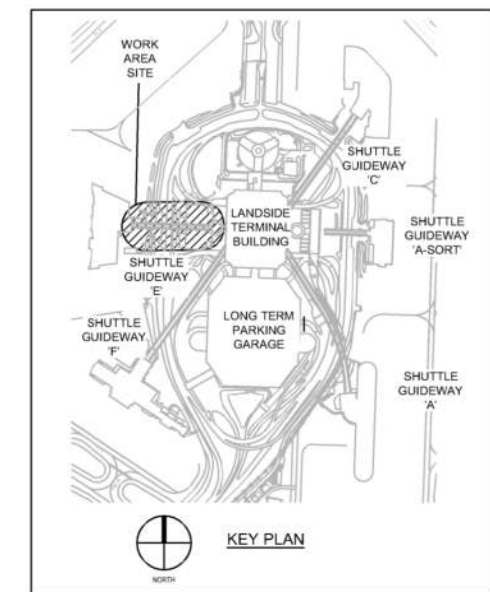 WORK
AREA
SITE
SHUTTLE
GUIDEWAY
'C'
LANDSIDE
TERMINAL
BUILDING
SHUTTLE
GUIDEWAY
'A-SORT'
SHUTTLE
GUIDEWAY
'E'
LONG TERM
PARKING
GARAGE
SHUTTLE
GUIDEWAY
'F'
SHUTTLE
GUIDEWAY
'A'
KEY PLAN
NORTH